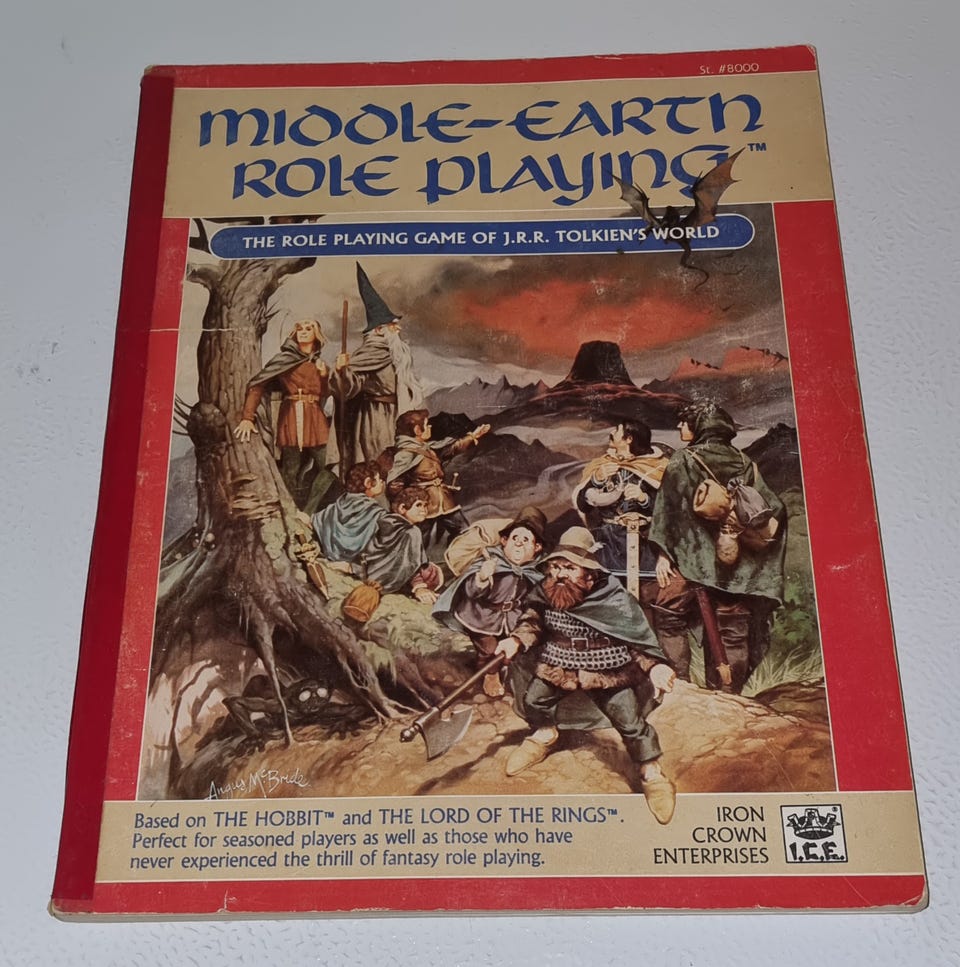 St. #8000
MIDDLE-EARTH
ROLE PLAYING™
THE ROLE PLAYING GAME OF J.R.R. TOLKIEN'S WORLD
Angus McBride
Based on THE HOBBIT™ and THE LORD OF THE RINGS™.
Perfect for seasoned players as well as those who have
never experienced the thrill of fantasy role playing.
IRON
CROWN
ENTERPRISES
®
I.C.E.